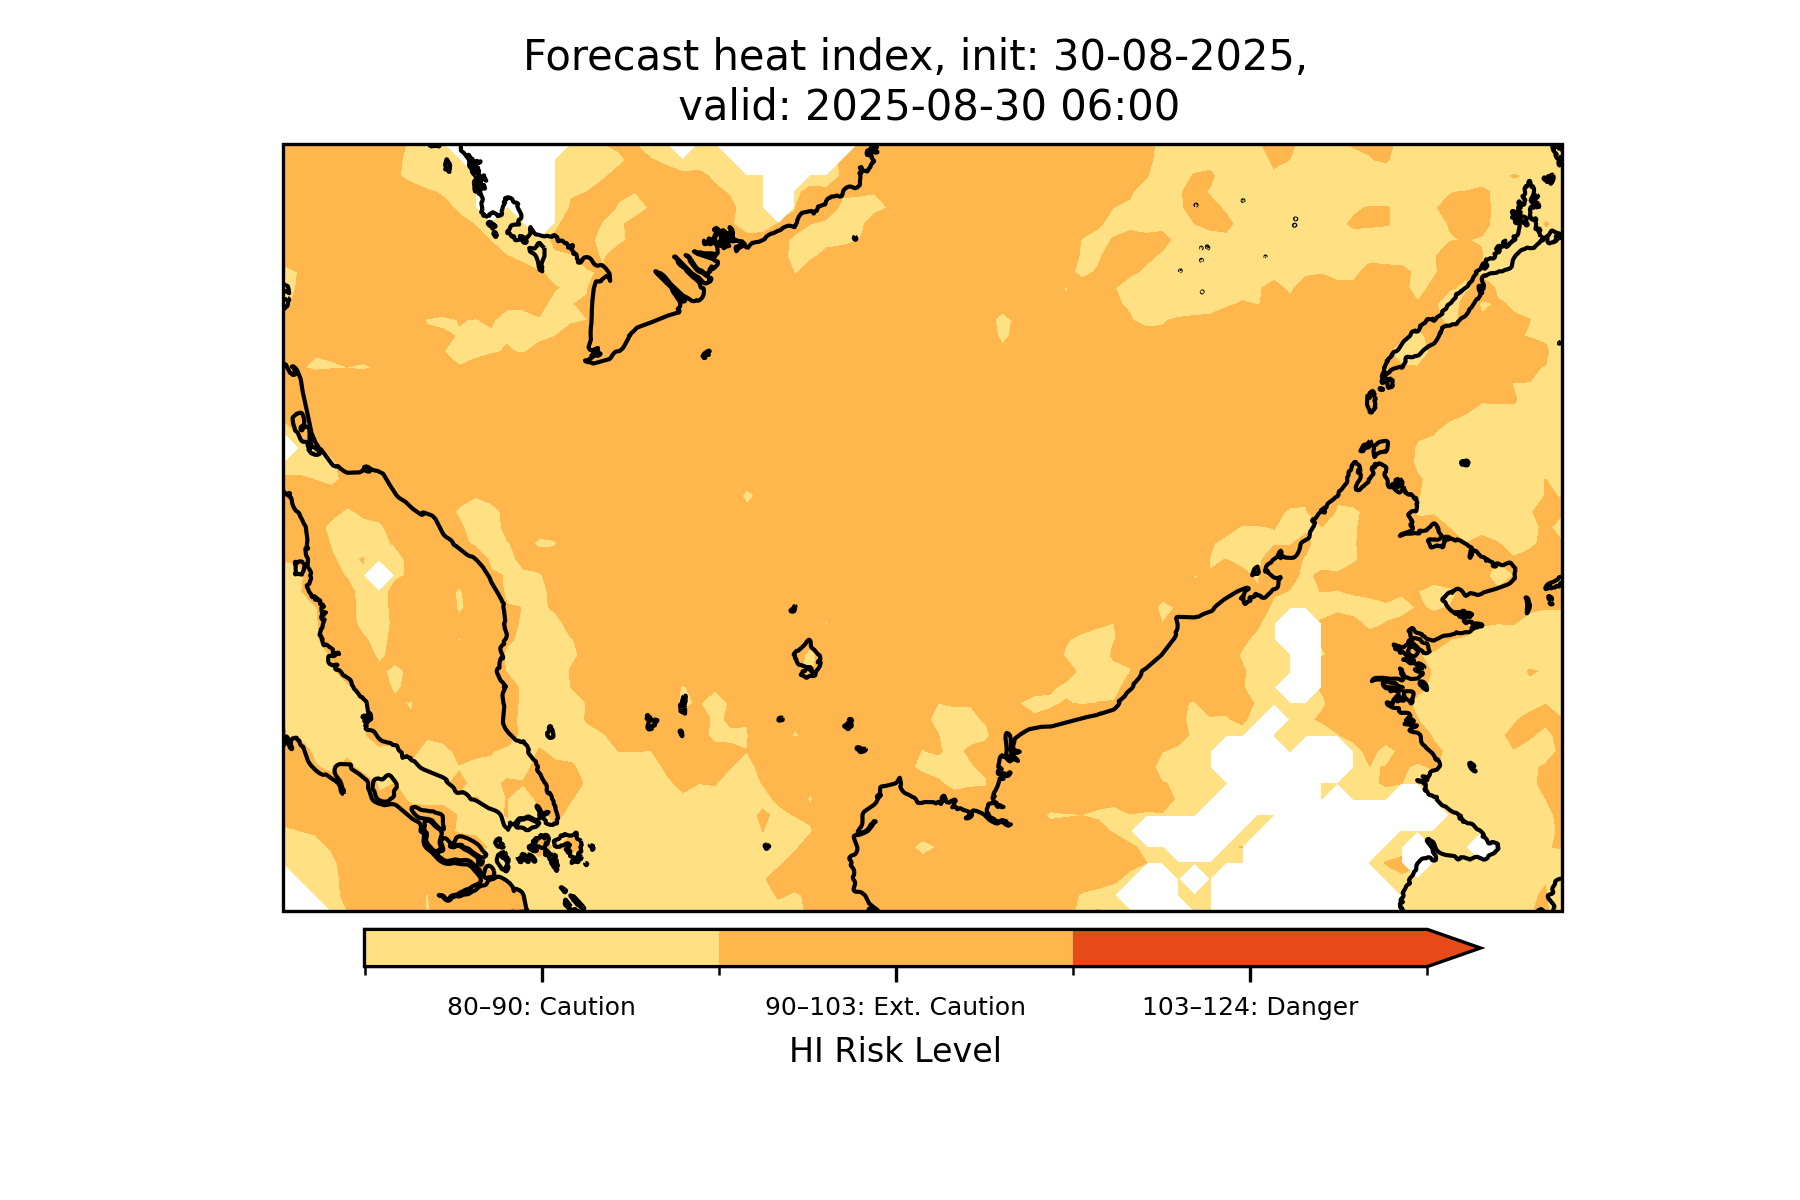 Forecast heat index, init: 30-08-2025,
valid: 2025-08-30 06:00
80–90: Caution
90–103: Ext. Caution
103–124: Danger
HI Risk Level